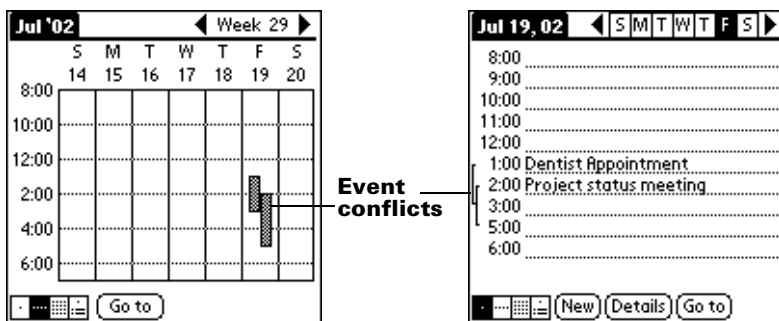 Jul '02
Week 29
S M T W T F S
14 15 16 17 18 19 20
8:00
10:00
12:00
2:00
4:00
6:00
Go to
Event
conflicts
Jul 19, 02
S M T W T F S
8:00
9:00
10:00
11:00
12:00
1:00 Dentist Appointment
2:00 Project status meeting
3:00
5:00
6:00
New Details Go to